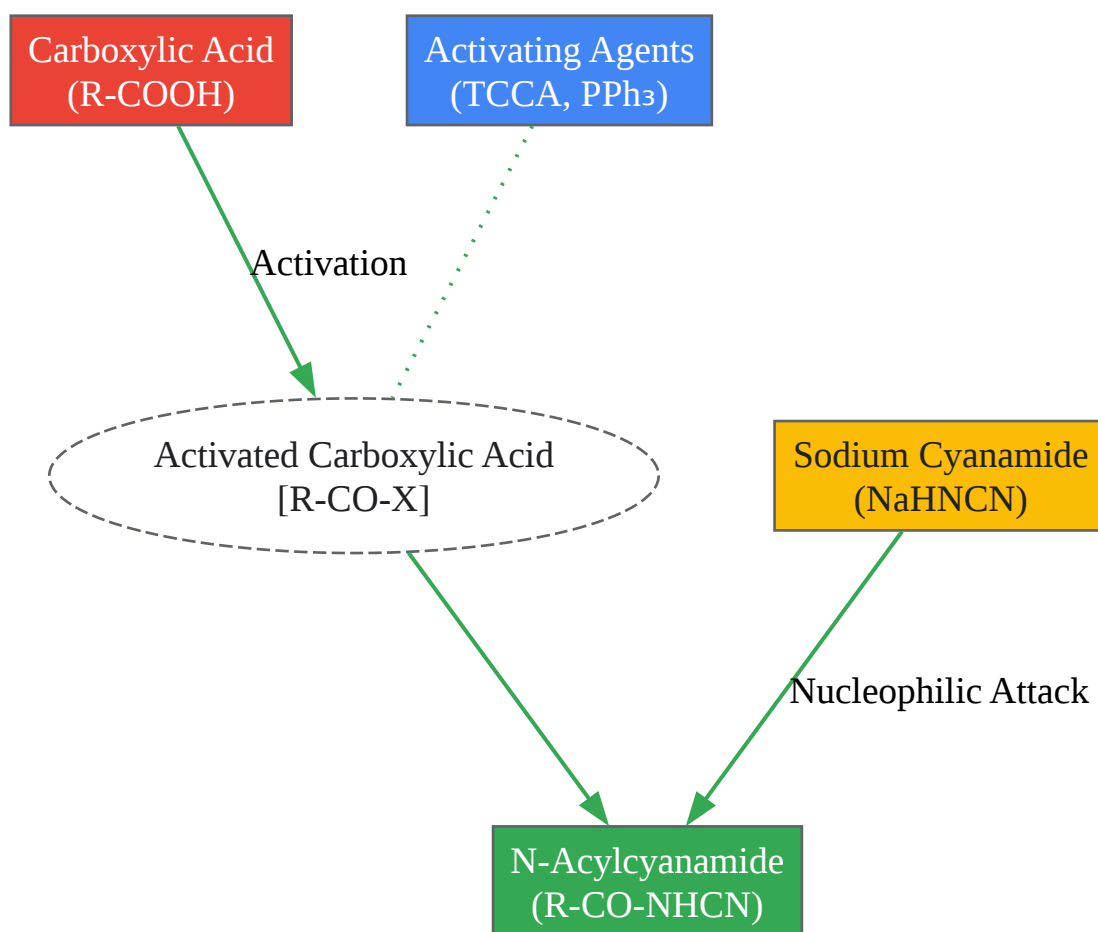 Carboxylic Acid
(R-COOH)
Activating Agents
(TCCA, PPh₃)
Activation
Activated Carboxylic Acid
[R-CO-X]
Sodium Cyanamide
(NaHNCN)
Nucleophilic Attack
N-Acylcyanamide
(R-CO-NHCN)